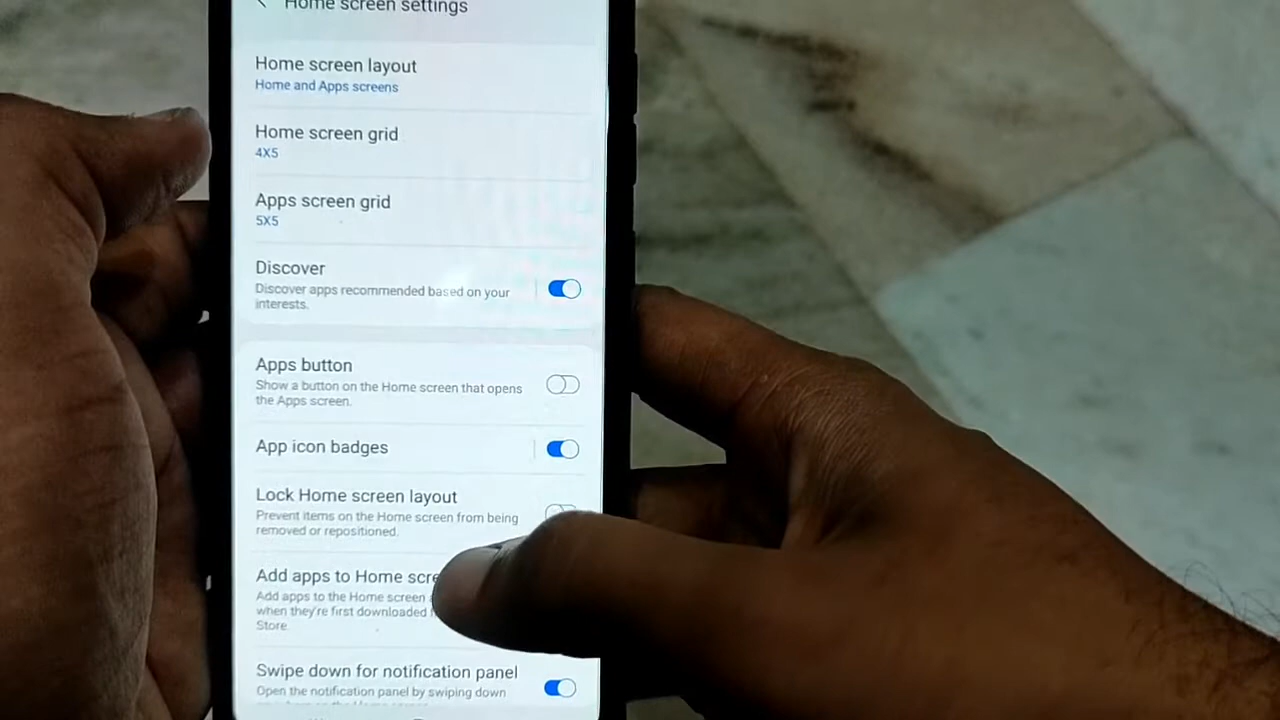 Home screen settings
Home screen layout
Home and Apps screens
Home screen grid
4X5
Apps screen grid
5X5
Discover
Discover apps recommended based on your
interests.
Apps button
Show a button on the Home screen that opens
the Apps screen.
App icon badges
Lock Home screen layout
Prevent items on the Home screen from being
removed or repositioned.
Add apps to Home
Add apps to the Home screen
when they're first downloaded
Store.
Swipe down for notification panel
Open the notification panel by swiping down